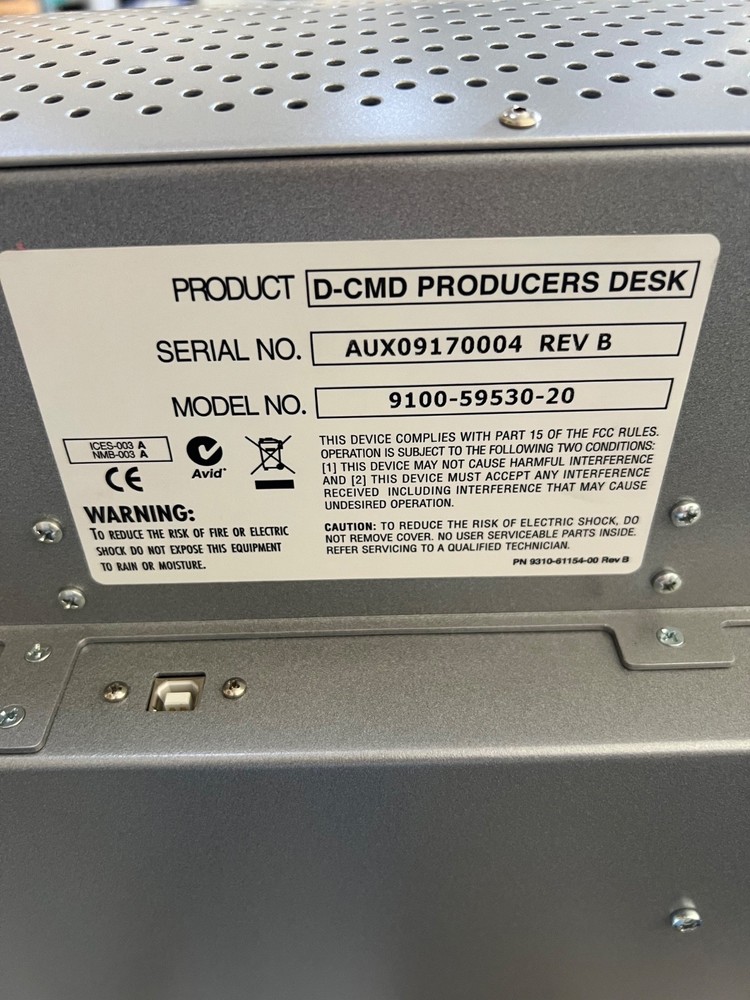 PRODUCT D-CMD PRODUCERS DESK
SERIAL NO. AUX09170004 REV B
MODEL NO. 9100-59530-20
ICES-003 A
NMB-003 A
CE
Avid
THIS DEVICE COMPLIES WITH PART 15 OF THE FCC RULES.
OPERATION IS SUBJECT TO THE FOLLOWING TWO CONDITIONS:
[1] THIS DEVICE MAY NOT CAUSE HARMFUL INTERFERENCE
AND [2] THIS DEVICE MUST ACCEPT ANY INTERFERENCE
RECEIVED INCLUDING INTERFERENCE THAT MAY CAUSE
UNDESIRED OPERATION.
WARNING:
TO REDUCE THE RISK OF FIRE OR ELECTRIC
SHOCK DO NOT EXPOSE THIS EQUIPMENT
TO RAIN OR MOISTURE.
CAUTION: TO REDUCE THE RISK OF ELECTRIC SHOCK, DO
NOT REMOVE COVER. NO USER SERVICEABLE PARTS INSIDE.
REFER SERVICING TO A QUALIFIED TECHNICIAN.
PN 9310-61154-00 Rev B